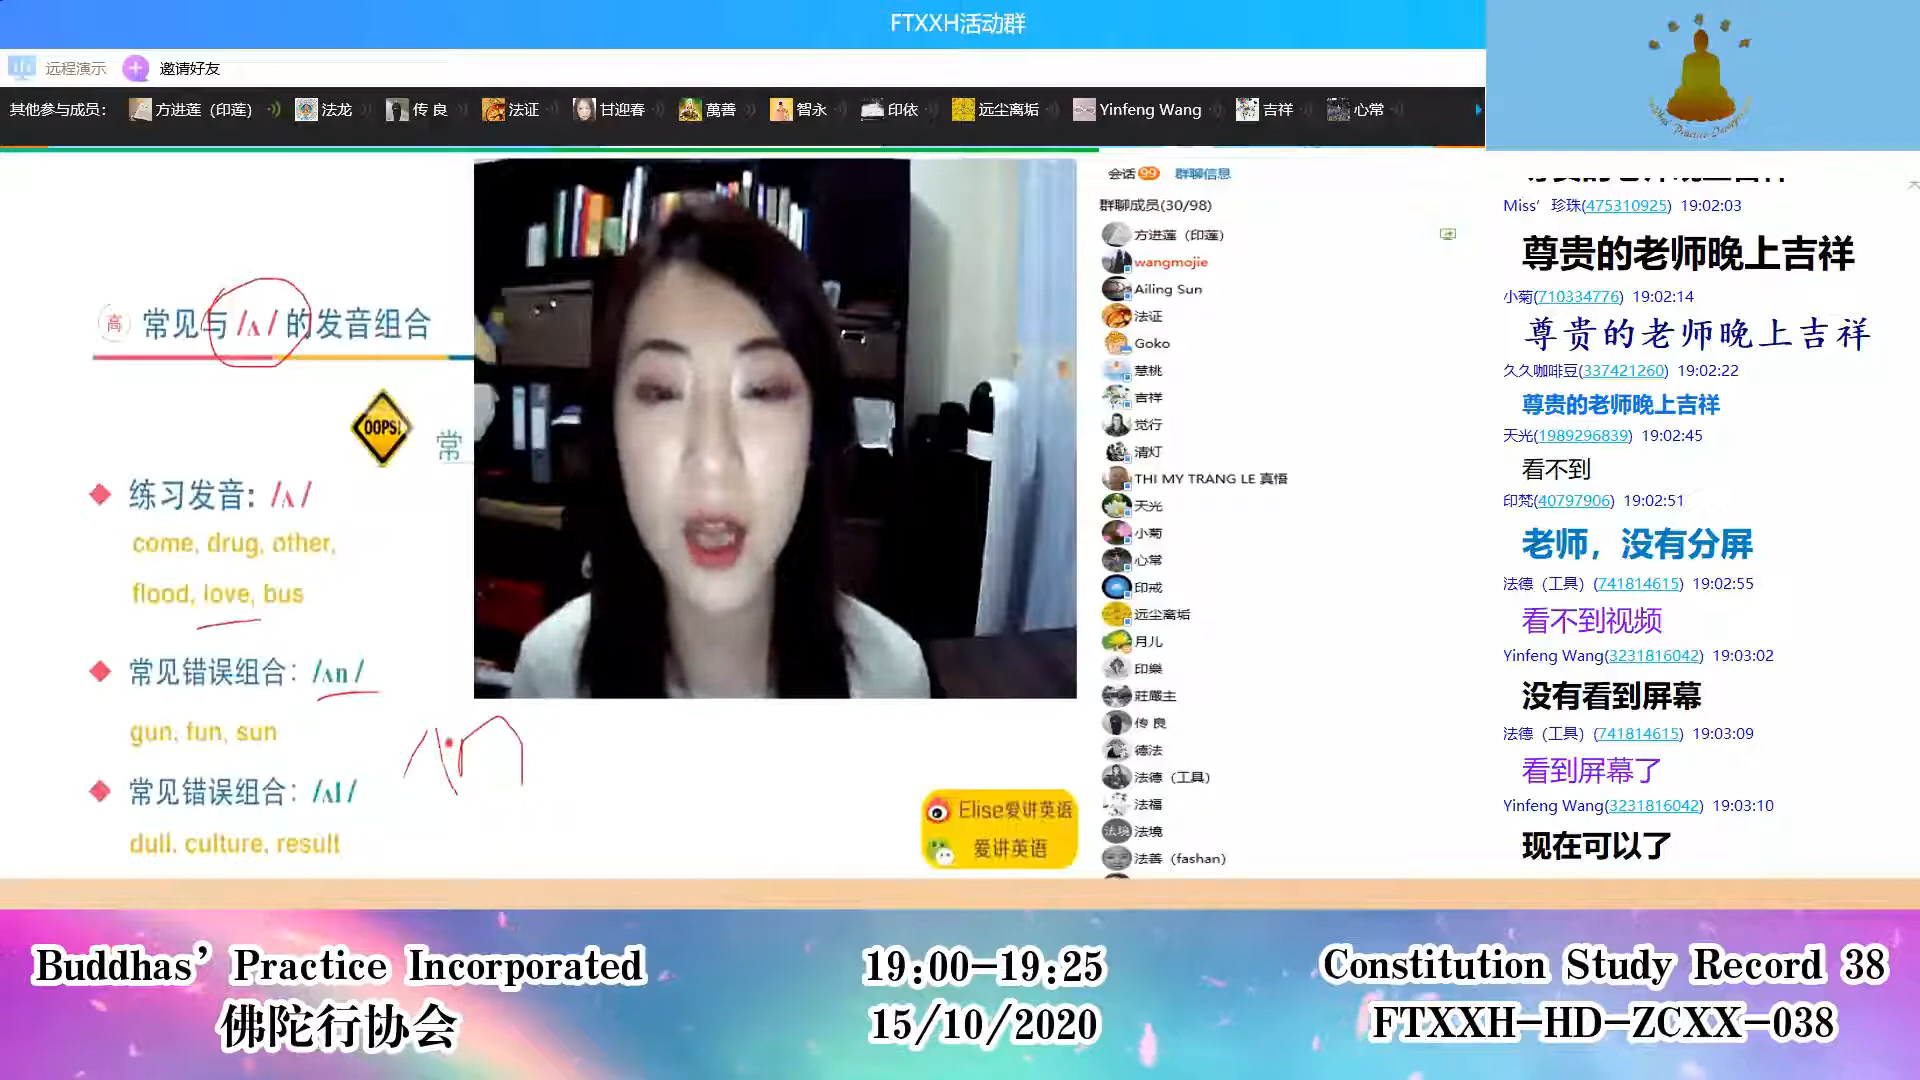 FTXXH活动群
远程演示 邀请好友
其他参与成员： 方进莲（印莲） 法龙 传 良 法证 甘迎春 萬善 智永 印依 远尘离垢 Yinfeng Wang 吉祥 心常
高 常见与/ʌ/的发音组合
OOPS!
常
练习发音：/ʌ/
come, drug, other,
flood, love, bus
常见错误组合：/ʌn/
gun, fun, sun
常见错误组合：/ʌl/
dull, culture, result
ʌn
Elise爱讲英语
爱讲英语
会话 99 群聊信息
群聊成员(30/98)
方进莲（印莲）
wangmojie
Ailing Sun
法证
Goko
慧桃
吉祥
觉行
清灯
THI MY TRANG LE 真悟
天光
小菊
心常
印戒
远尘离垢
月儿
印樂
莊嚴主
传 良
德法
法德（工具）
法福
法境 法境
法善（fashan）
Miss’珍珠(475310925) 19:02:03
尊贵的老师晚上吉祥
小菊(710334776) 19:02:14
尊贵的老师晚上吉祥
久久咖啡豆(337421260) 19:02:22
尊贵的老师晚上吉祥
天光(1989296839) 19:02:45
看不到
印梵(40797906) 19:02:51
老师，没有分屏
法德（工具）(741814615) 19:02:55
看不到视频
Yinfeng Wang(3231816042) 19:03:02
没有看到屏幕
法德（工具）(741814615) 19:03:09
看到屏幕了
Yinfeng Wang(3231816042) 19:03:10
现在可以了
Buddhas’ Practice Incorporated
佛陀行协会
19:00-19:25
15/10/2020
Constitution Study Record 38
FTXXH-HD-ZCXX-038